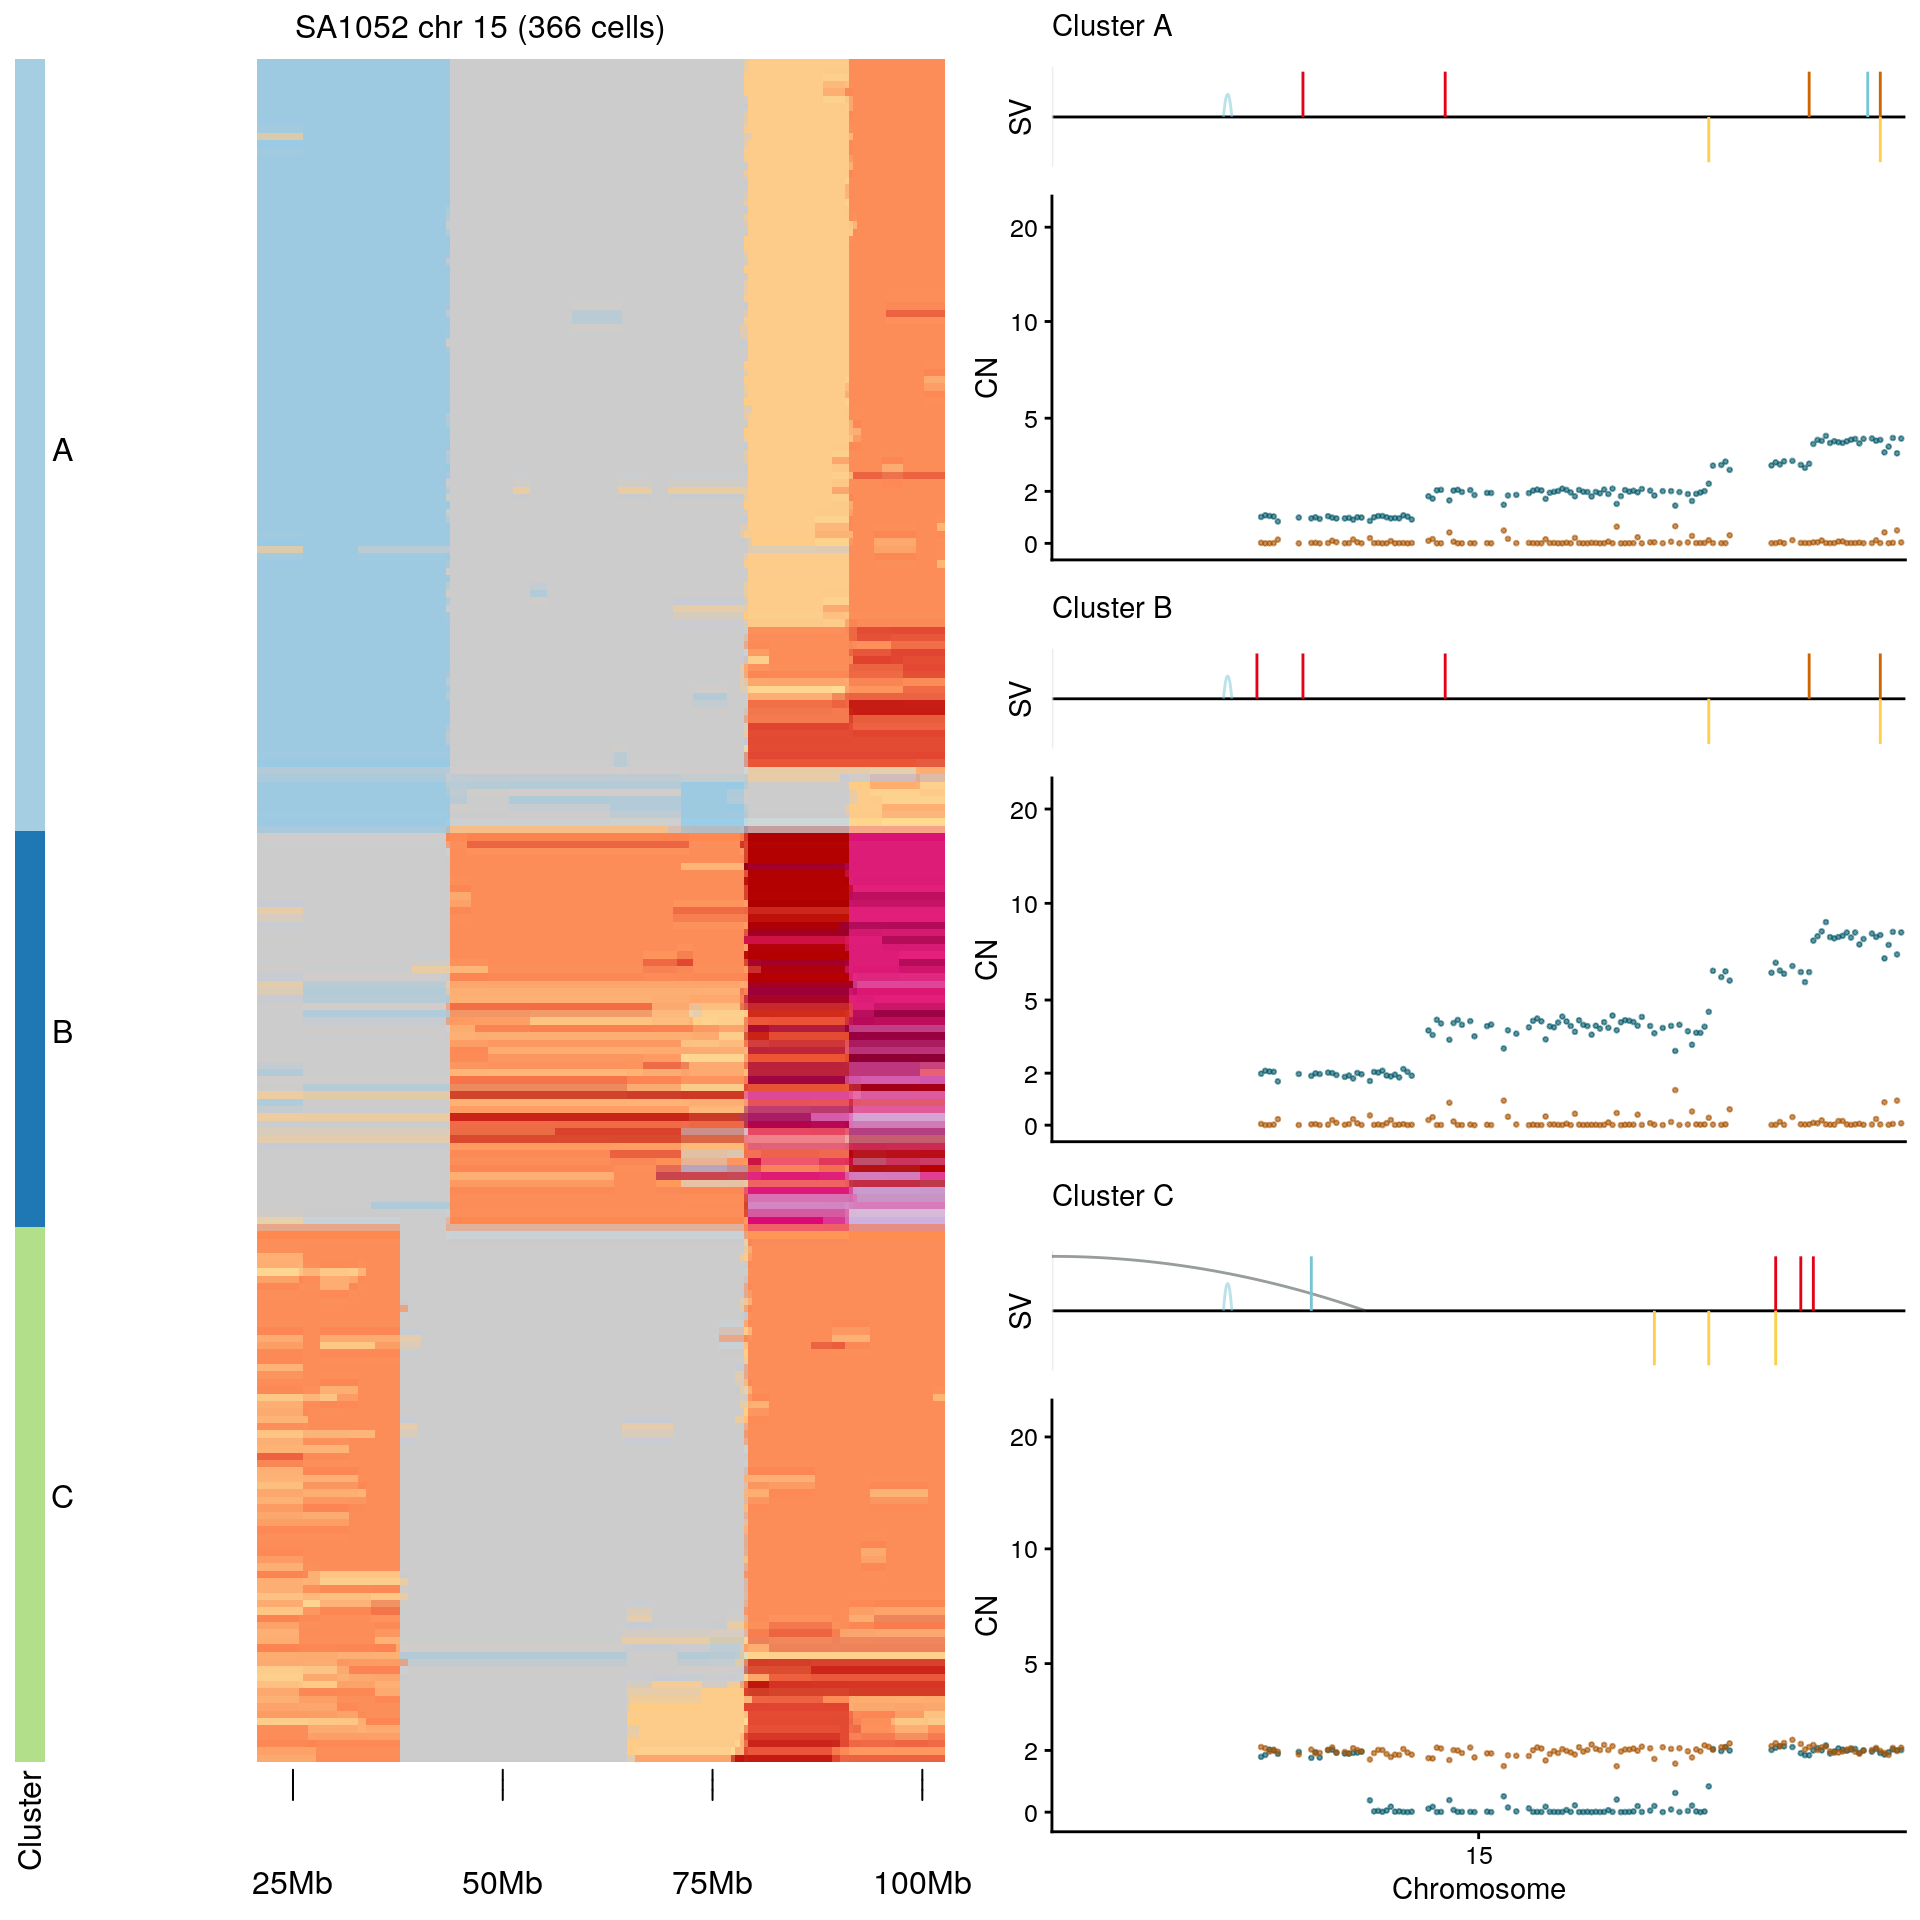 SA1052 chr 15 (366 cells)
A
B
C
Cluster
25Mb
50Mb
75Mb
100Mb
Cluster A
SV
CN
20
10
5
2
0
Cluster B
SV
CN
20
10
5
2
0
Cluster C
SV
CN
20
10
5
2
0
15
Chromosome